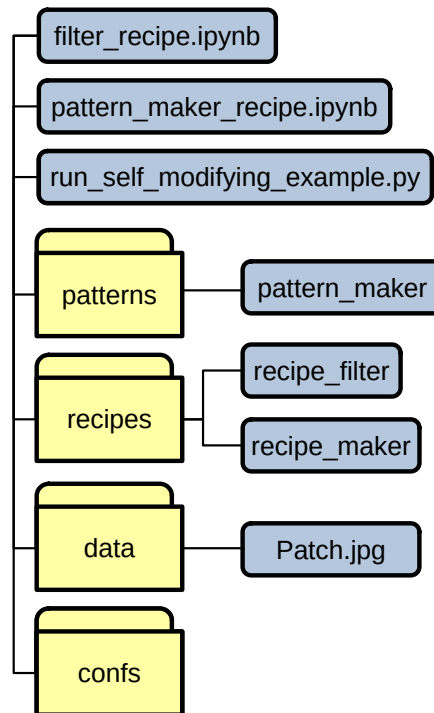 filter_recipe.ipynb
pattern_maker_recipe.ipynb
run_self_modifying_example.py
patterns
pattern_maker
recipes
recipe_filter
recipe_maker
data
Patch.jpg
confs